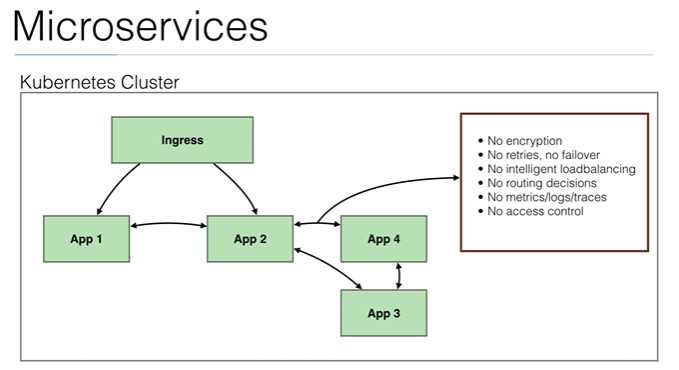 Microservices
Kubernetes Cluster
Ingress
App 1
App 2
App 4
App 3
• No encryption
• No retries, no failover
• No intelligent loadbalancing
• No routing decisions
• No metrics/logs/traces
• No access control